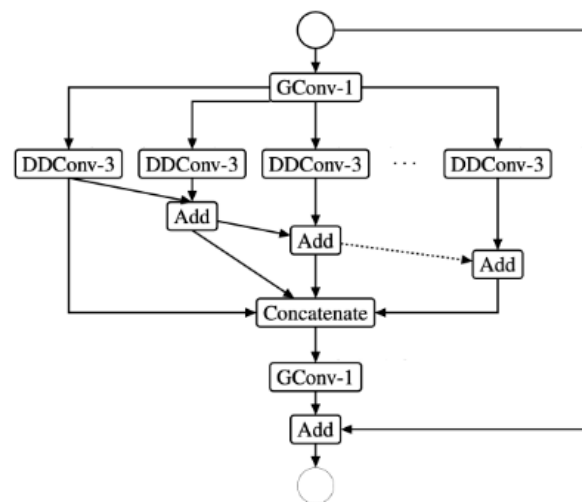 GConv-1
DDConv-3 DDConv-3 DDConv-3 ... DDConv-3
Add
Add
Add
Concatenate
GConv-1
Add